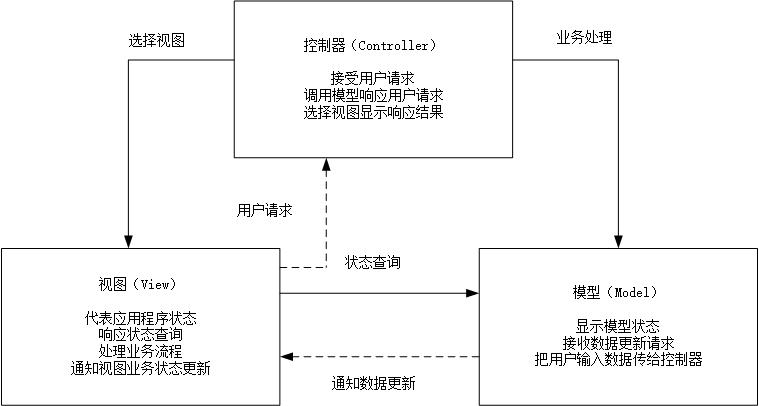 选择视图
控制器（Controller）
业务处理
接受用户请求
调用模型响应用户请求
选择视图显示响应结果
用户请求
状态查询
视图（View）
代表应用程序状态
响应状态查询
处理业务流程
通知视图业务状态更新
模型（Model）
显示模型状态
接收数据更新请求
把用户输入数据传给控制器
通知数据更新